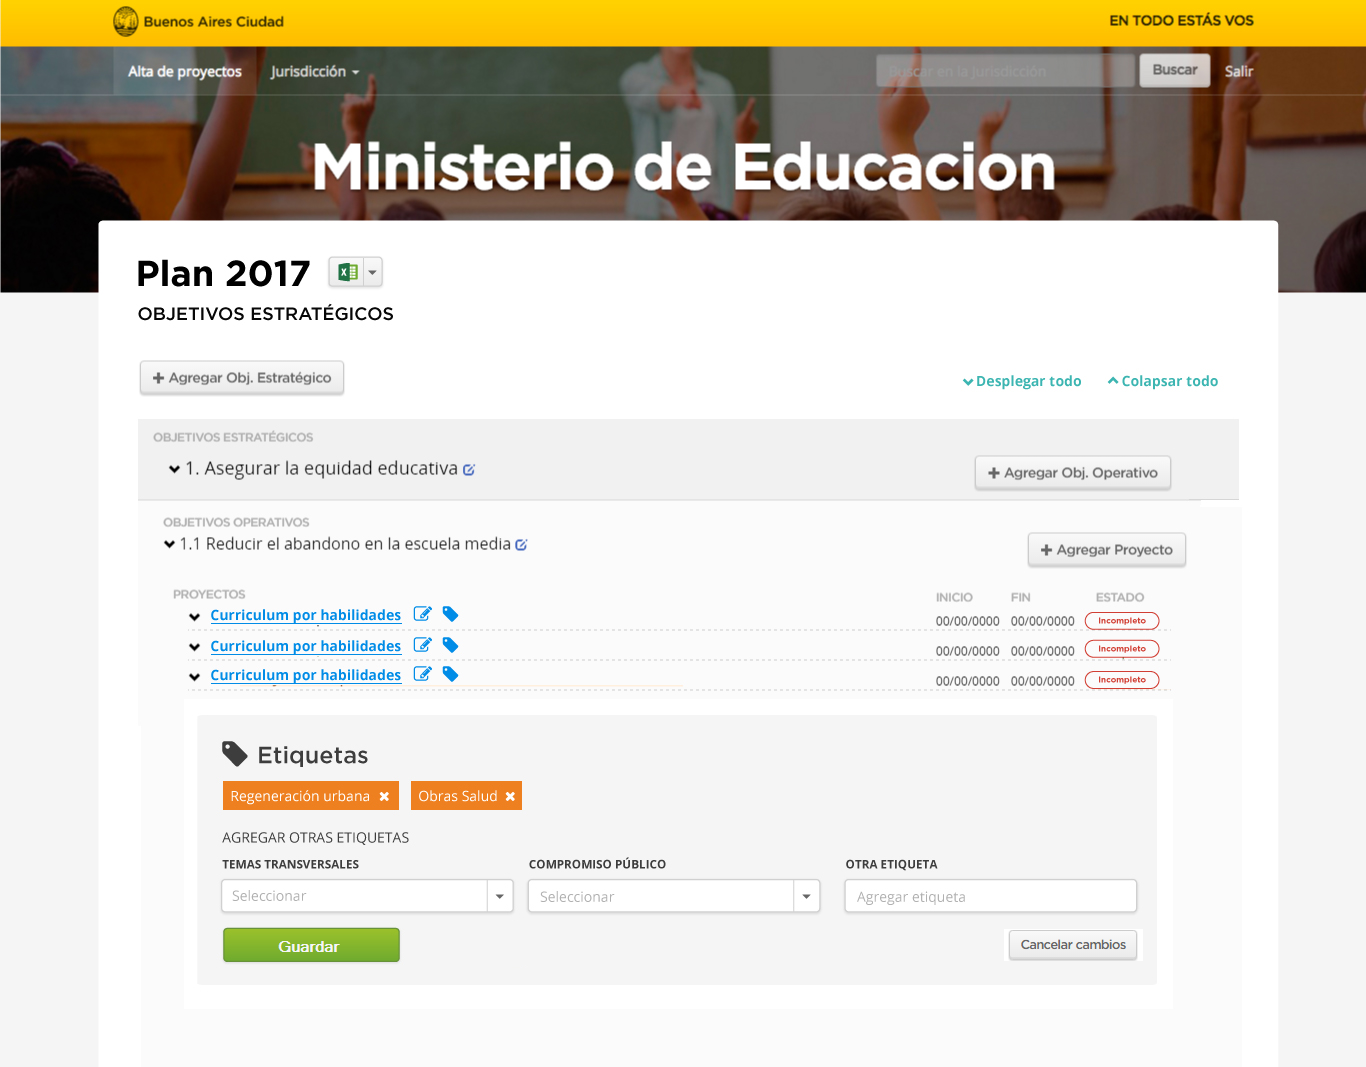 Buenos Aires Ciudad
EN TODO ESTÁS VOS
Alta de proyectos
Jurisdicción
Buscar en la jurisdicción
Buscar
Salir
Ministerio de Educacion
Plan 2017
OBJETIVOS ESTRATÉGICOS
Agregar Obj. Estratégico
Desplegar todo
Colapsar todo
OBJETIVOS ESTRATÉGICOS
1. Asegurar la equidad educativa
Agregar Obj. Operativo
OBJETIVOS OPERATIVOS
1.1 Reducir el abandono en la escuela media
Agregar Proyecto
PROYECTOS
INICIO FIN ESTADO
Curriculum por habilidades 00/00/0000 00/00/0000 Incompleto
Curriculum por habilidades 00/00/0000 00/00/0000 Incompleto
Curriculum por habilidades 00/00/0000 00/00/0000 Incompleto
Etiquetas
Regeneración urbana
Obras Salud
AGREGAR OTRAS ETIQUETAS
TEMAS TRANSVERSALES COMPROMISO PÚBLICO OTRA ETIQUETA
Seleccionar Seleccionar Agregar etiqueta
Guardar
Cancelar cambios